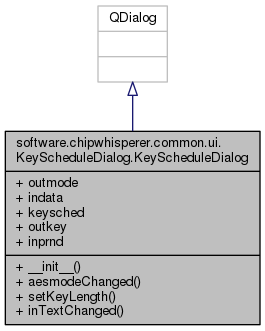 QDialog
software.chipwhisperer.common.ui.
KeyScheduleDialog.KeyScheduleDialog
+ outmode
+ indata
+ keysched
+ outkey
+ inprnd
+ __init__()
+ aesmodeChanged()
+ setKeyLength()
+ inTextChanged()